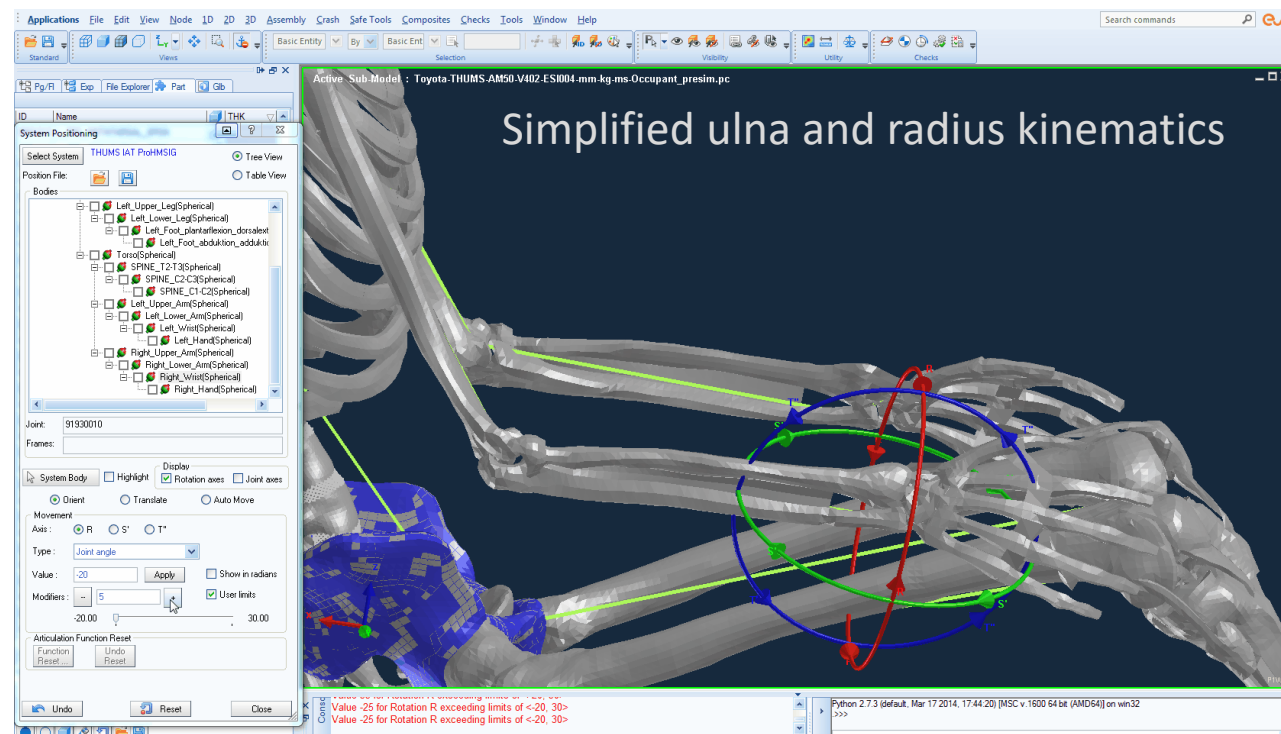 Applications File Edit View Node 1D 2D 3D Assembly Crash Safe Tools Composites Checks Tools Window Help
Search commands
Basic Entity By Basic Ent
Standard Views Selection Visibility Utility Checks
Pg/Fl Exp File Explorer Part Glb
ID Name THK
System Positioning
Select System THUMS IAT ProHMSIG Tree View
Position File: Table View
Bodies
Left_Upper_Leg(Spherical)
Left_Lower_Leg(Spherical)
Left_Foot_plantarflexion_dorsalext
Left_Foot_abduktion_adduktic
Torso(Spherical)
SPINE_T2-T3(Spherical)
SPINE_C2-C3(Spherical)
SPINE_C1-C2(Spherical)
Left_Upper_Arm(Spherical)
Left_Lower_Arm(Spherical)
Left_Wrist(Spherical)
Left_Hand(Spherical)
Right_Upper_Arm(Spherical)
Right_Lower_Arm(Spherical)
Right_Wrist(Spherical)
Right_Hand(Spherical)
Joint: 91930010
Frames:
Display
System Body Highlight Rotation axes Joint axes
Orient Translate Auto Move
Movement
Axis : R S' T"
Type : Joint angle
Value : -20 Apply Show in radians
Modifiers : -- 5 User limits
-20.00 30.00
Articulation Function Reset
Function Reset ...
Undo Reset
Undo Reset Close
Active Sub-Model : Toyota-THUMS-AM50-V402-ESI004-mm-kg-ms-Occupant_presim.pc
Simplified ulna and radius kinematics
R
T"
T"
S'
S'
Conso
for Rotation R exceeding limits of <-20, 30>
Value -25 for Rotation R exceeding limits of <-20, 30>
Value -25 for Rotation R exceeding limits of <-20, 30>
Python 2.7.3 (default, Mar 17 2014, 17:44:20) [MSC v.1600 64 bit (AMD64)] on win32
>>>